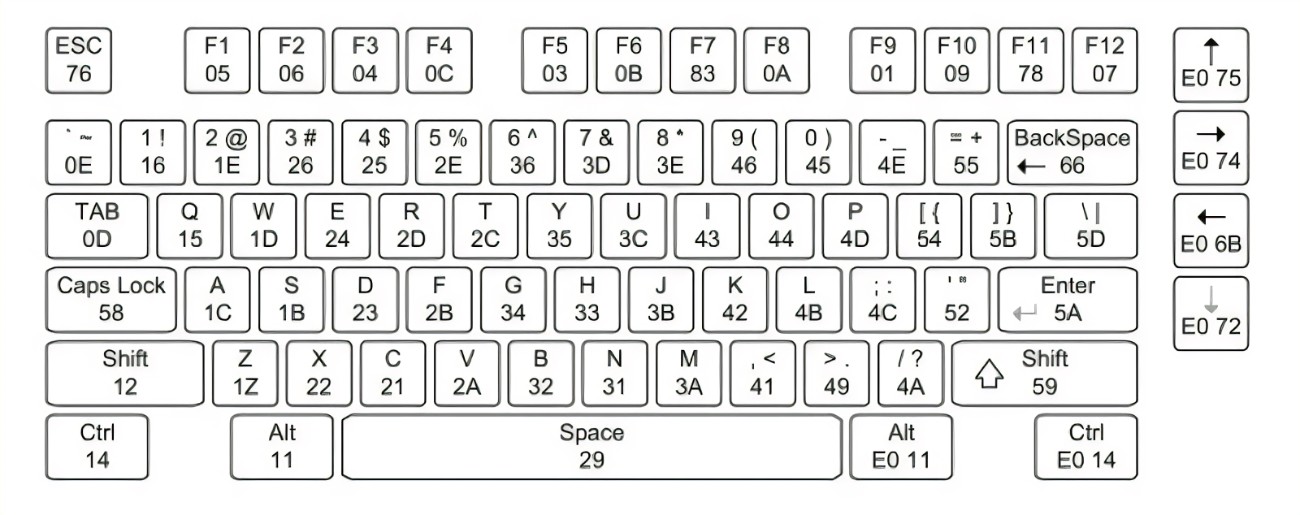 ESC F1 F2 F3 F4 F5 F6 F7 F8 F9 F10 F11 F12 ↑
76 05 06 04 0C 03 0B 83 0A 01 09 78 07 E0 75
` 1 ! 2 @ 3 # 4 $ 5 % 6 ^ 7 & 8 * 9 ( 0 ) - _ = + BackSpace →
0E 16 1E 26 25 2E 36 3D 3E 46 45 4E 55 ← 66 E0 74
TAB Q W E R T Y U I O P [ { ] } \ | ←
0D 15 1D 24 2D 2C 35 3C 43 44 4D 54 5B 5D E0 6B
Caps Lock A S D F G H J K L ; : ' Enter ↓
58 1C 1B 23 2B 34 33 3B 42 4B 4C 52 ↵ 5A E0 72
Shift Z X C V B N M , < > . / ? Shift
12 1Z 22 21 2A 32 31 3A 41 49 4A ⇧ 59
Ctrl Alt Space Alt Ctrl
14 11 29 E0 11 E0 14